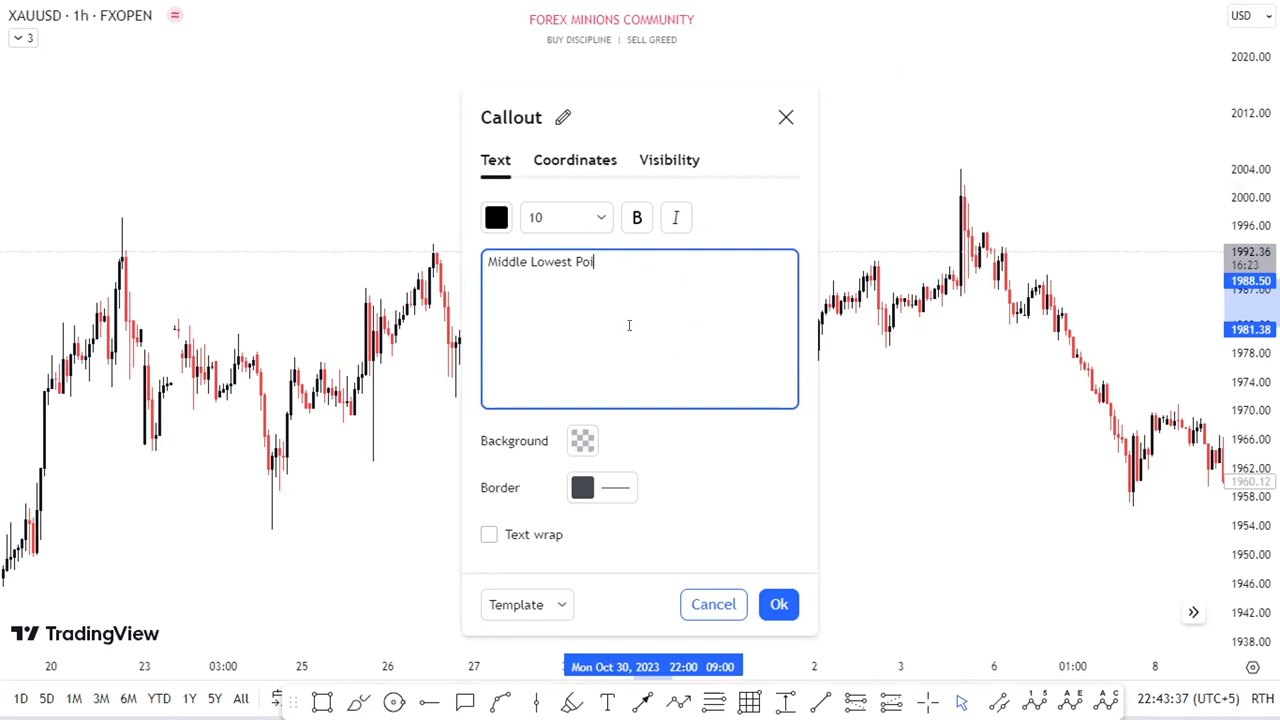 XAUUSD · 1h · FXOPEN
FOREX MINIONS COMMUNITY
USD
3
BUY DISCIPLINE | SELL GREED
2020.00
2012.00
2004.00
2000.00
1996.00
1992.36
16:23
1988.50
1981.38
1978.00
1974.00
1970.00
1966.00
1962.00
1960.12
1958.00
1954.00
1950.00
1946.00
1942.00
1938.00
Callout
Text Coordinates Visibility
10 B I
Middle Lowest Poi
Background
Border
Text wrap
Template Cancel Ok
TradingView
20 23 03:00 25 26 27 Mon Oct 30, 2023 22:00 09:00 2 3 6 01:00 8
1D 5D 1M 3M 6M YTD 1Y 5Y All 22:43:37 (UTC+5) RTH